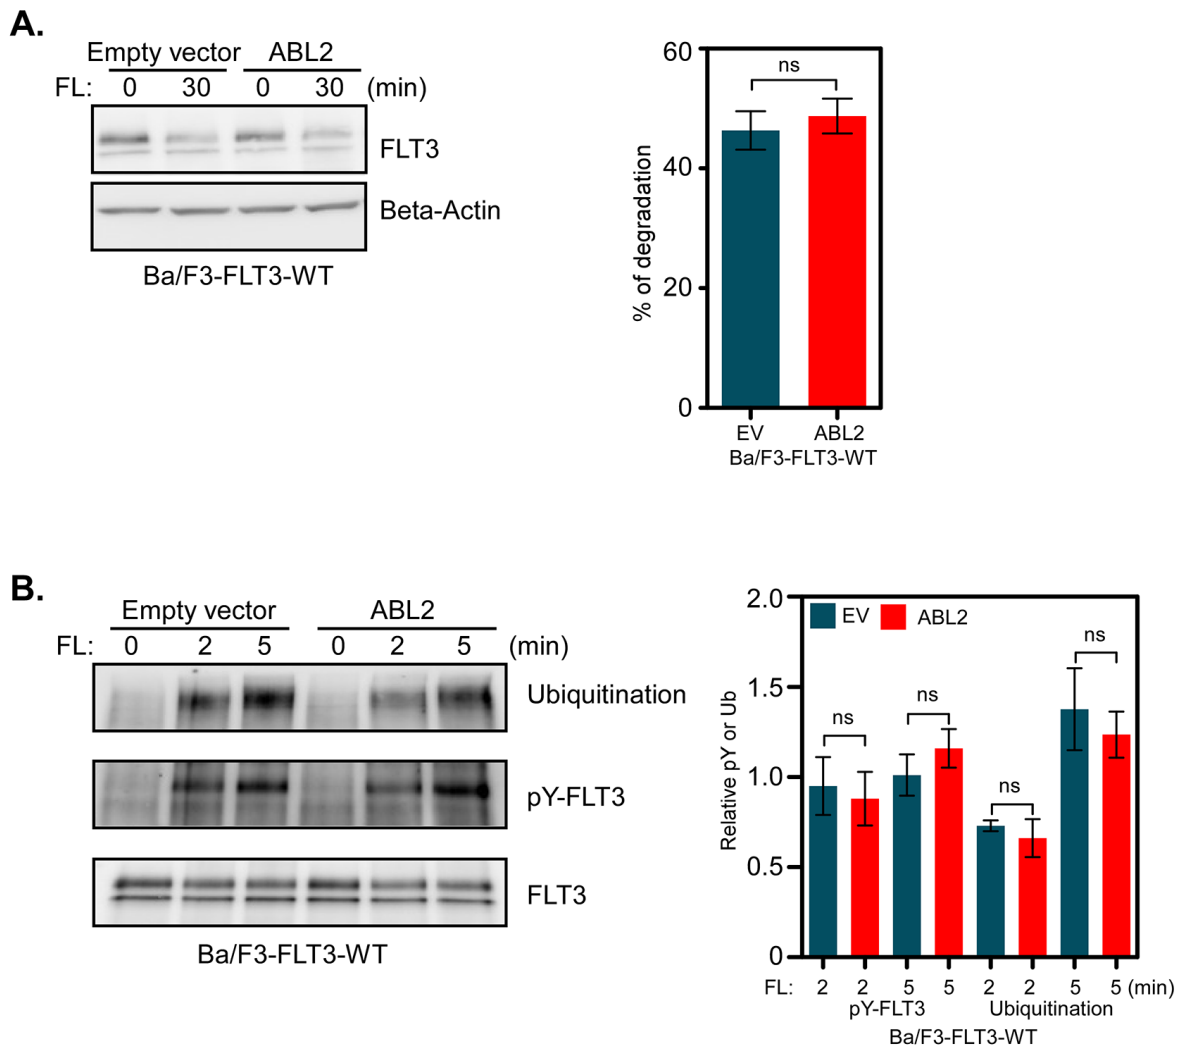 A.
Empty vector ABL2
FL: 0 30 0 30 (min)
FLT3
Beta-Actin
Ba/F3-FLT3-WT
60
40
20
0
% of degradation
ns
EV ABL2
Ba/F3-FLT3-WT
B.
Empty vector ABL2
FL: 0 2 5 0 2 5 (min)
Ubiquitination
pY-FLT3
FLT3
Ba/F3-FLT3-WT
2.0
1.5
1.0
0.5
0
Relative pY or Ub
EV ABL2
ns
ns
ns
ns
FL: 2 2 5 5 2 2 5 5 (min)
pY-FLT3 Ubiquitination
Ba/F3-FLT3-WT